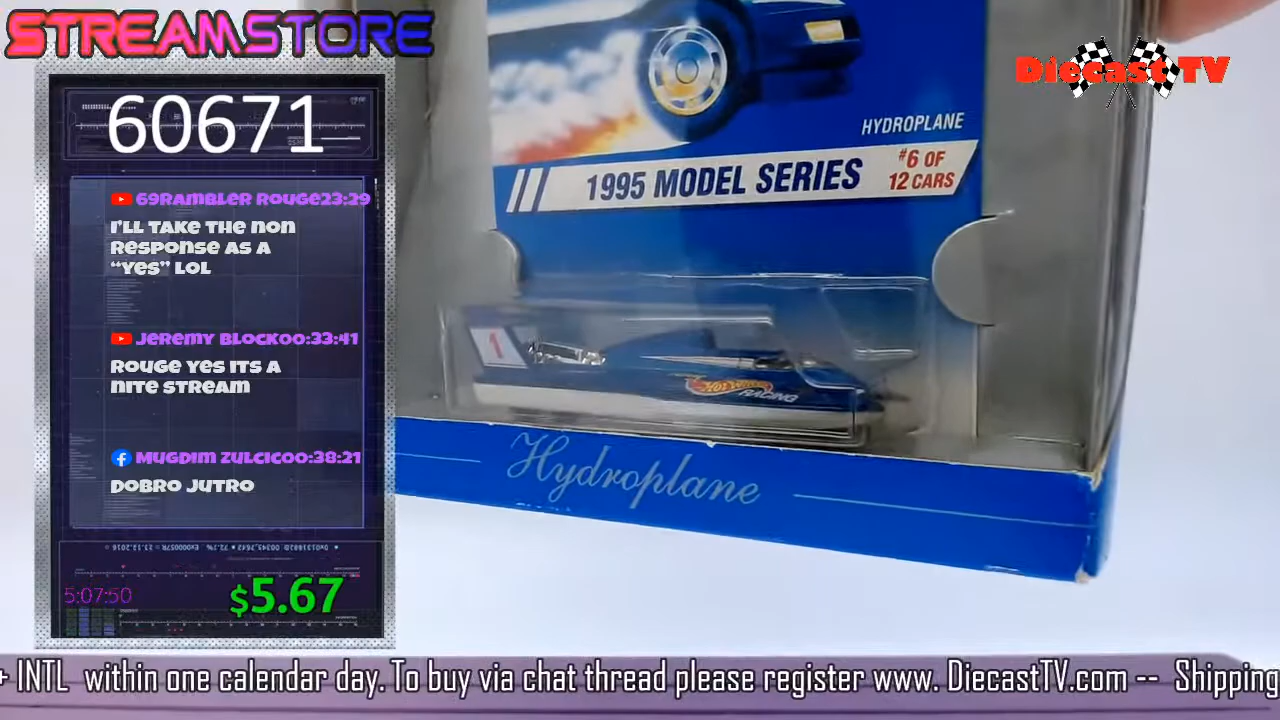 STREAMSTORE
Diecast TV
60671
69Rambler Rouge23:29
I'll take the non
response as a
“yes” lol
Jeremy Block00:33:41
Rouge yes its a
nite stream
Mugdim Zulcic00:38:21
Dobro jutro
5:07:50
$5.67
HYDROPLANE
1995 MODEL SERIES
#6 OF
12 CARS
1
Hot Wheels
RACING
Hydroplane
+ INTL within one calendar day. To buy via chat thread please register www. DiecastTV.com -- Shipping